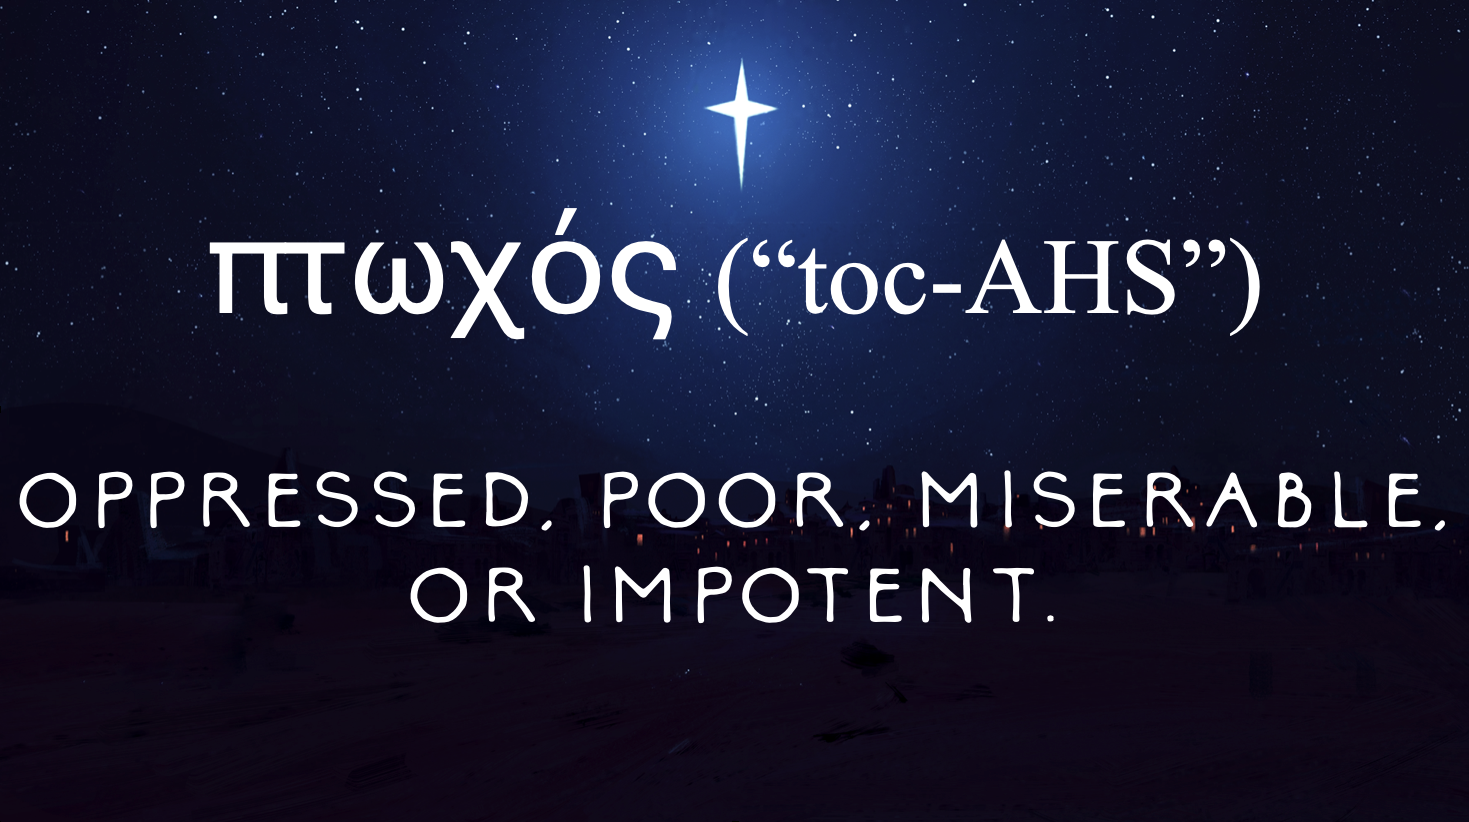 πτωχός (“toc-AHS”)
OPPRESSED, POOR, MISERABLE,
OR IMPOTENT.